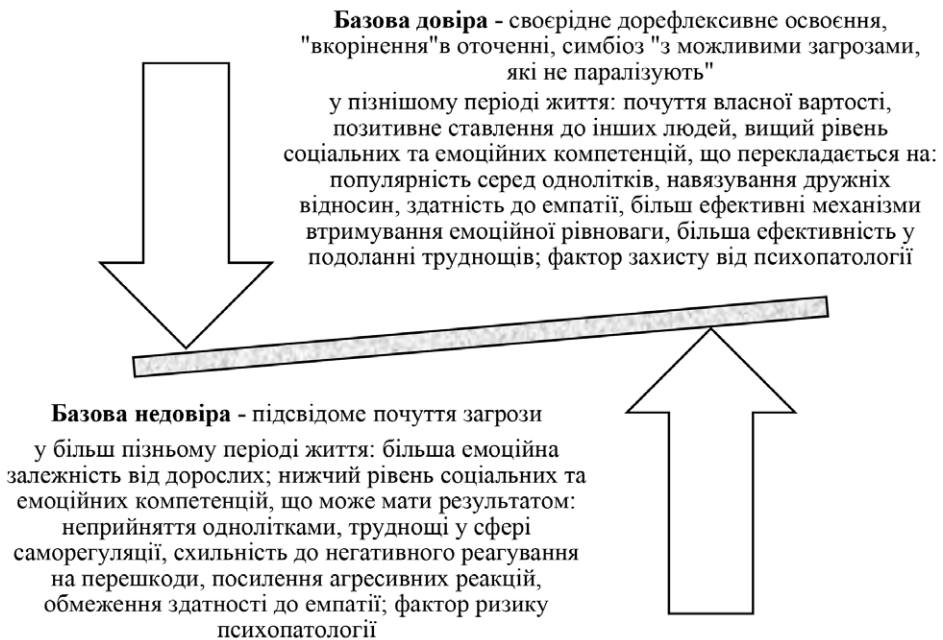 Базова довіра - своєрідне дорефлексивне освоєння,
"вкорінення"в оточенні, симбіоз "з можливими загрозами,
які не паралізують"
у пізнішому періоді життя: почуття власної вартості,
позитивне ставлення до інших людей, вищий рівень
соціальних та емоційних компетенцій, що перекладається на:
популярність серед однолітків, навязування дружніх
відносин, здатність до емпатії, більш ефективні механізми
втримування емоційної рівноваги, більша ефективність у
подоланні труднощів; фактор захисту від психопатології
Базова недовіра - підсвідоме почуття загрози
у більш пізньому періоді життя: більша емоційна
залежність від дорослих; нижчий рівень соціальних та
емоційних компетенцій, що може мати результатом:
неприйняття однолітками, труднощі у сфері
саморегуляції, схильність до негативного реагування
на перешкоди, посилення агресивних реакцій,
обмеження здатності до емпатії; фактор ризику
психопатології